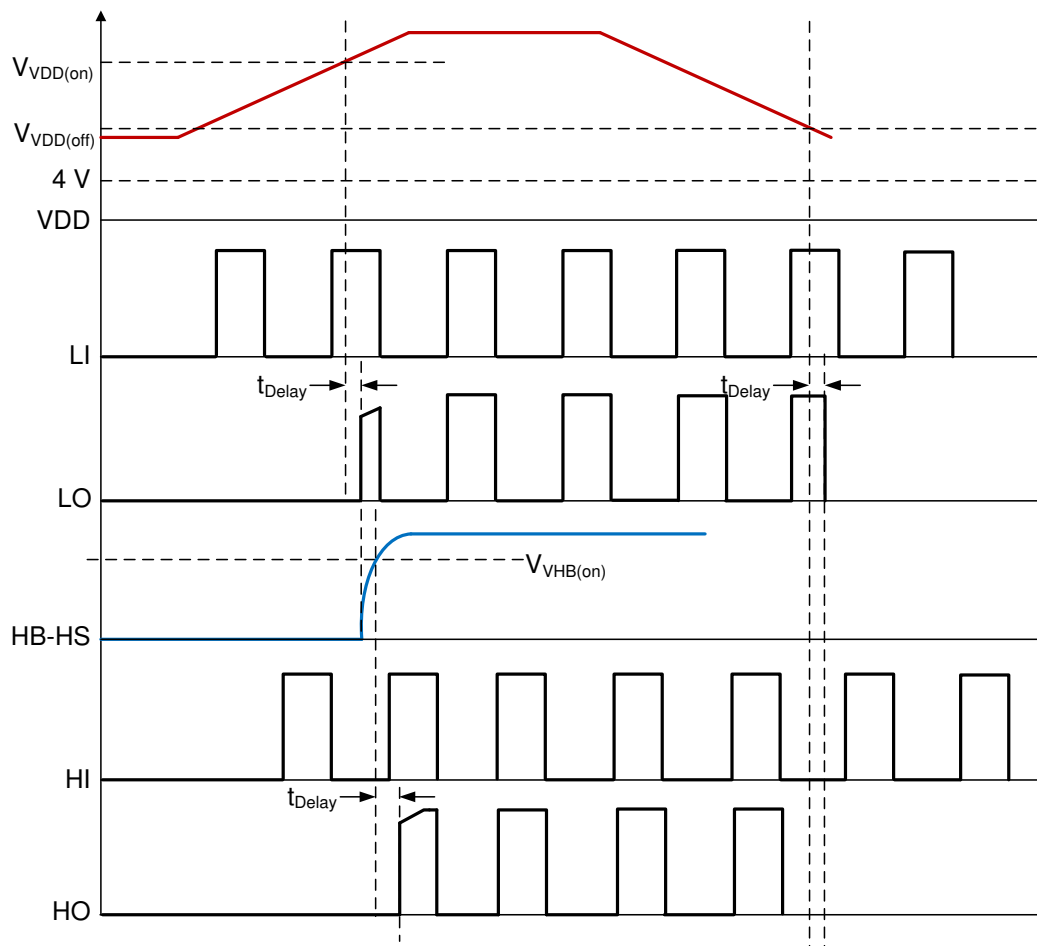 VVDD(on)
VVDD(off)
4 V
VDD
LI
tDelay
tDelay
LO
VVHB(on)
HB-HS
HI
tDelay
HO